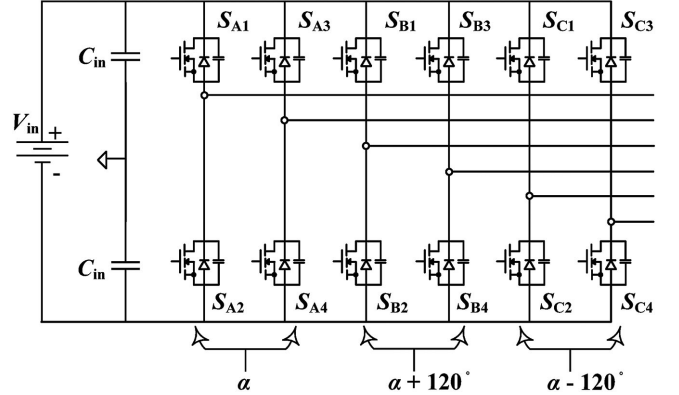 S_A1 S_A3 S_B1 S_B3 S_C1 S_C3
C_in
V_in + -
C_in
S_A2 S_A4 S_B2 S_B4 S_C2 S_C4
α α + 120° α - 120°